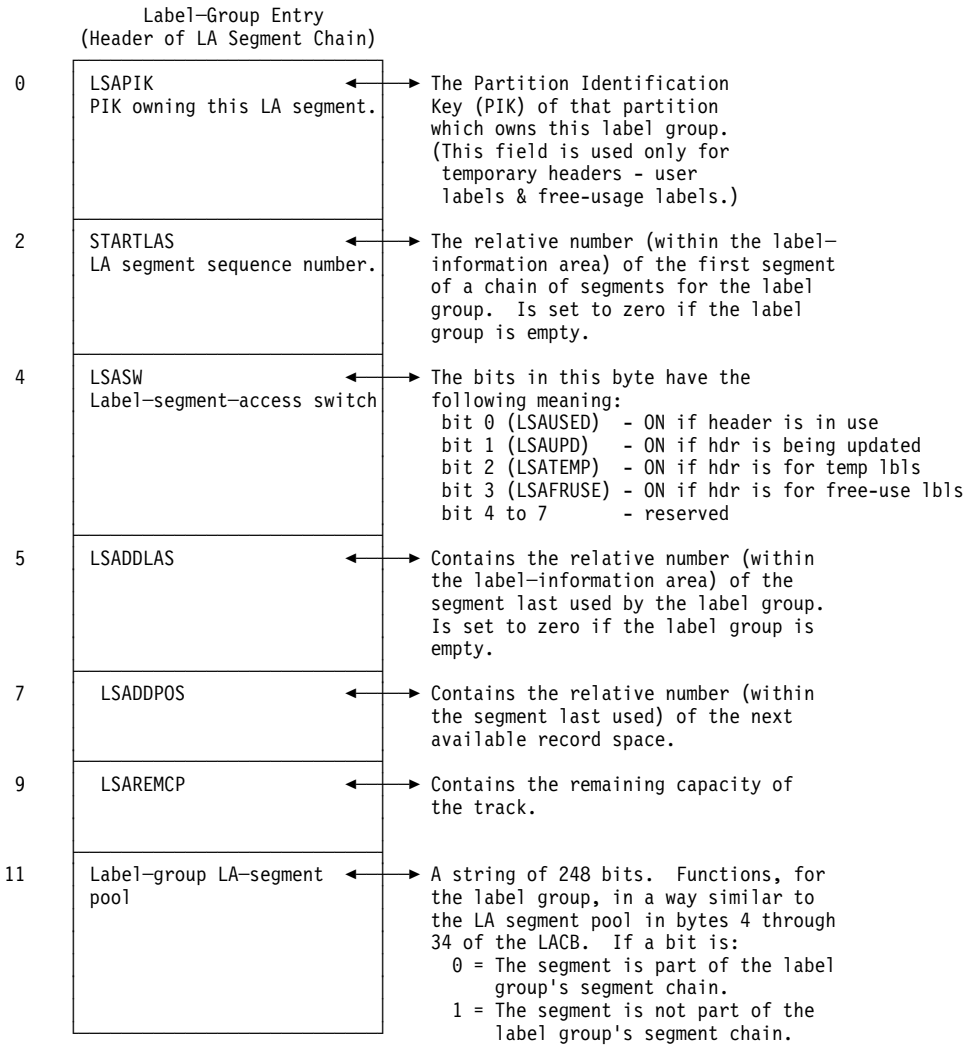 Label—Group Entry
(Header of LA Segment Chain)
0 LSAPIK The Partition Identification
PIK owning this LA segment. Key (PIK) of that partition
which owns this label group.
(This field is used only for
temporary headers - user
labels & free-usage labels.)
2 STARTLAS The relative number (within the label—
LA segment sequence number. information area) of the first segment
of a chain of segments for the label
group. Is set to zero if the label
group is empty.
4 LSASW The bits in this byte have the
Label—segment—access switch following meaning:
bit 0 (LSAUSED) - ON if header is in use
bit 1 (LSAUPD) - ON if hdr is being updated
bit 2 (LSATEMP) - ON if hdr is for temp lbls
bit 3 (LSAFRUSE) - ON if hdr is for free-use lbls
bit 4 to 7 - reserved
5 LSADDLAS Contains the relative number (within
the label—information area) of the
segment last used by the label group.
Is set to zero if the label group is
empty.
7 LSADDPOS Contains the relative number (within
the segment last used) of the next
available record space.
9 LSAREMCP Contains the remaining capacity of
the track.
11 Label—group LA—segment A string of 248 bits. Functions, for
pool the label group, in a way similar to
the LA segment pool in bytes 4 through
34 of the LACB. If a bit is:
0 = The segment is part of the label
group's segment chain.
1 = The segment is not part of the
label group's segment chain.